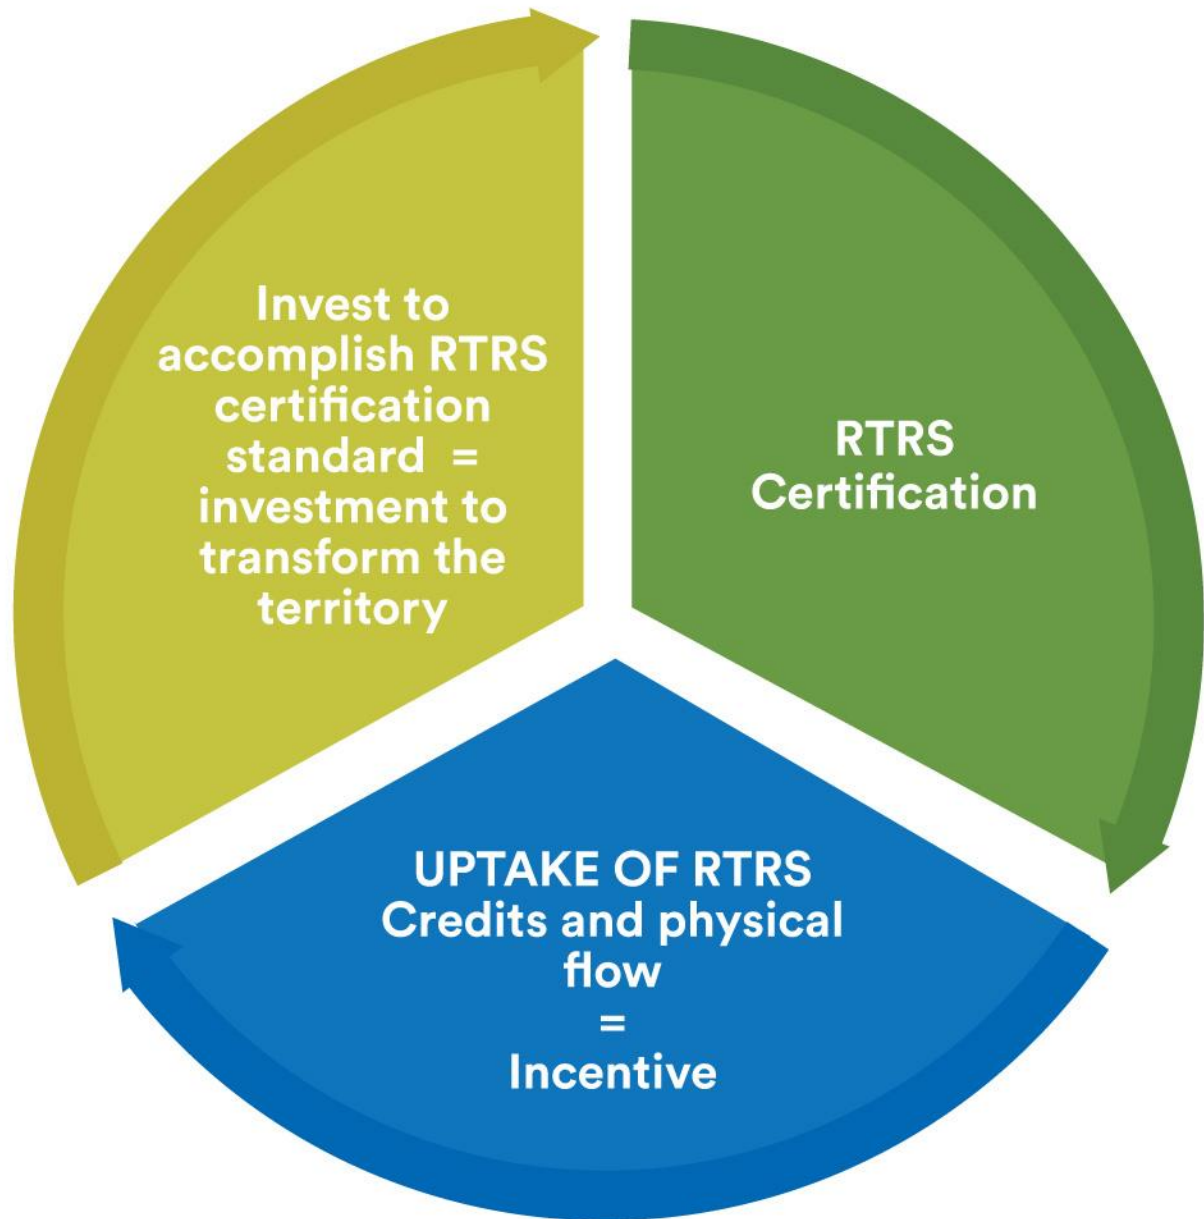 Invest to
accomplish RTRS
certification
standard =
investment to
transform the
territory
RTRS
Certification
UPTAKE OF RTRS
Credits and physical
flow
=
Incentive